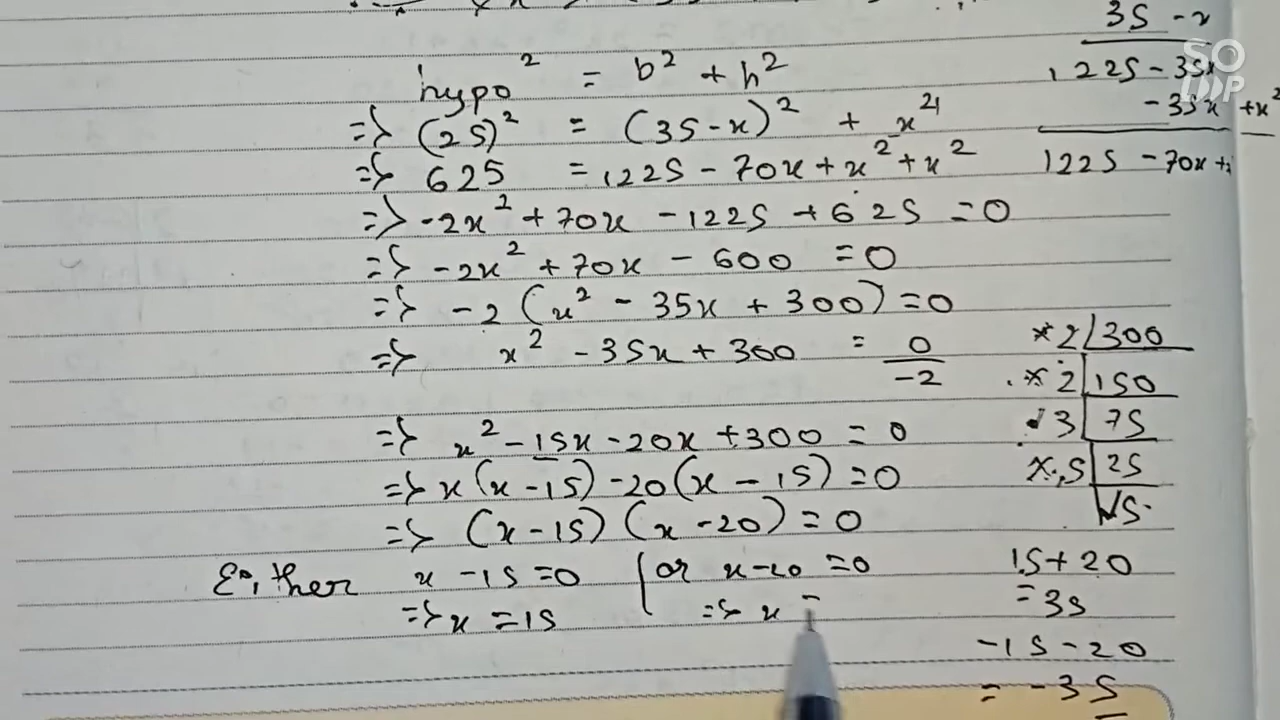 hypo² = b² + h²
=> (25)² = (35-x)² + x²
=> 625 = 1225 - 70x + x² + x²
=> -2x² + 70x - 1225 + 625 = 0
=> -2x² + 70x - 600 = 0
=> -2 (x² - 35x + 300) = 0
=> x² - 35x + 300 = 0/-2
=> x² - 15x - 20x + 300 = 0
=> x(x-15) -20(x-15) = 0
=> (x-15) (x-20) = 0
Either x-15=0 or x-20=0
=> x = 15 => x =
35 - x
1225 - 35x
- 35x + x²
1225 - 70x +
2 300
2 150
3 75
5 25
5
15 + 20
= 35
-15-20
= -35
SO